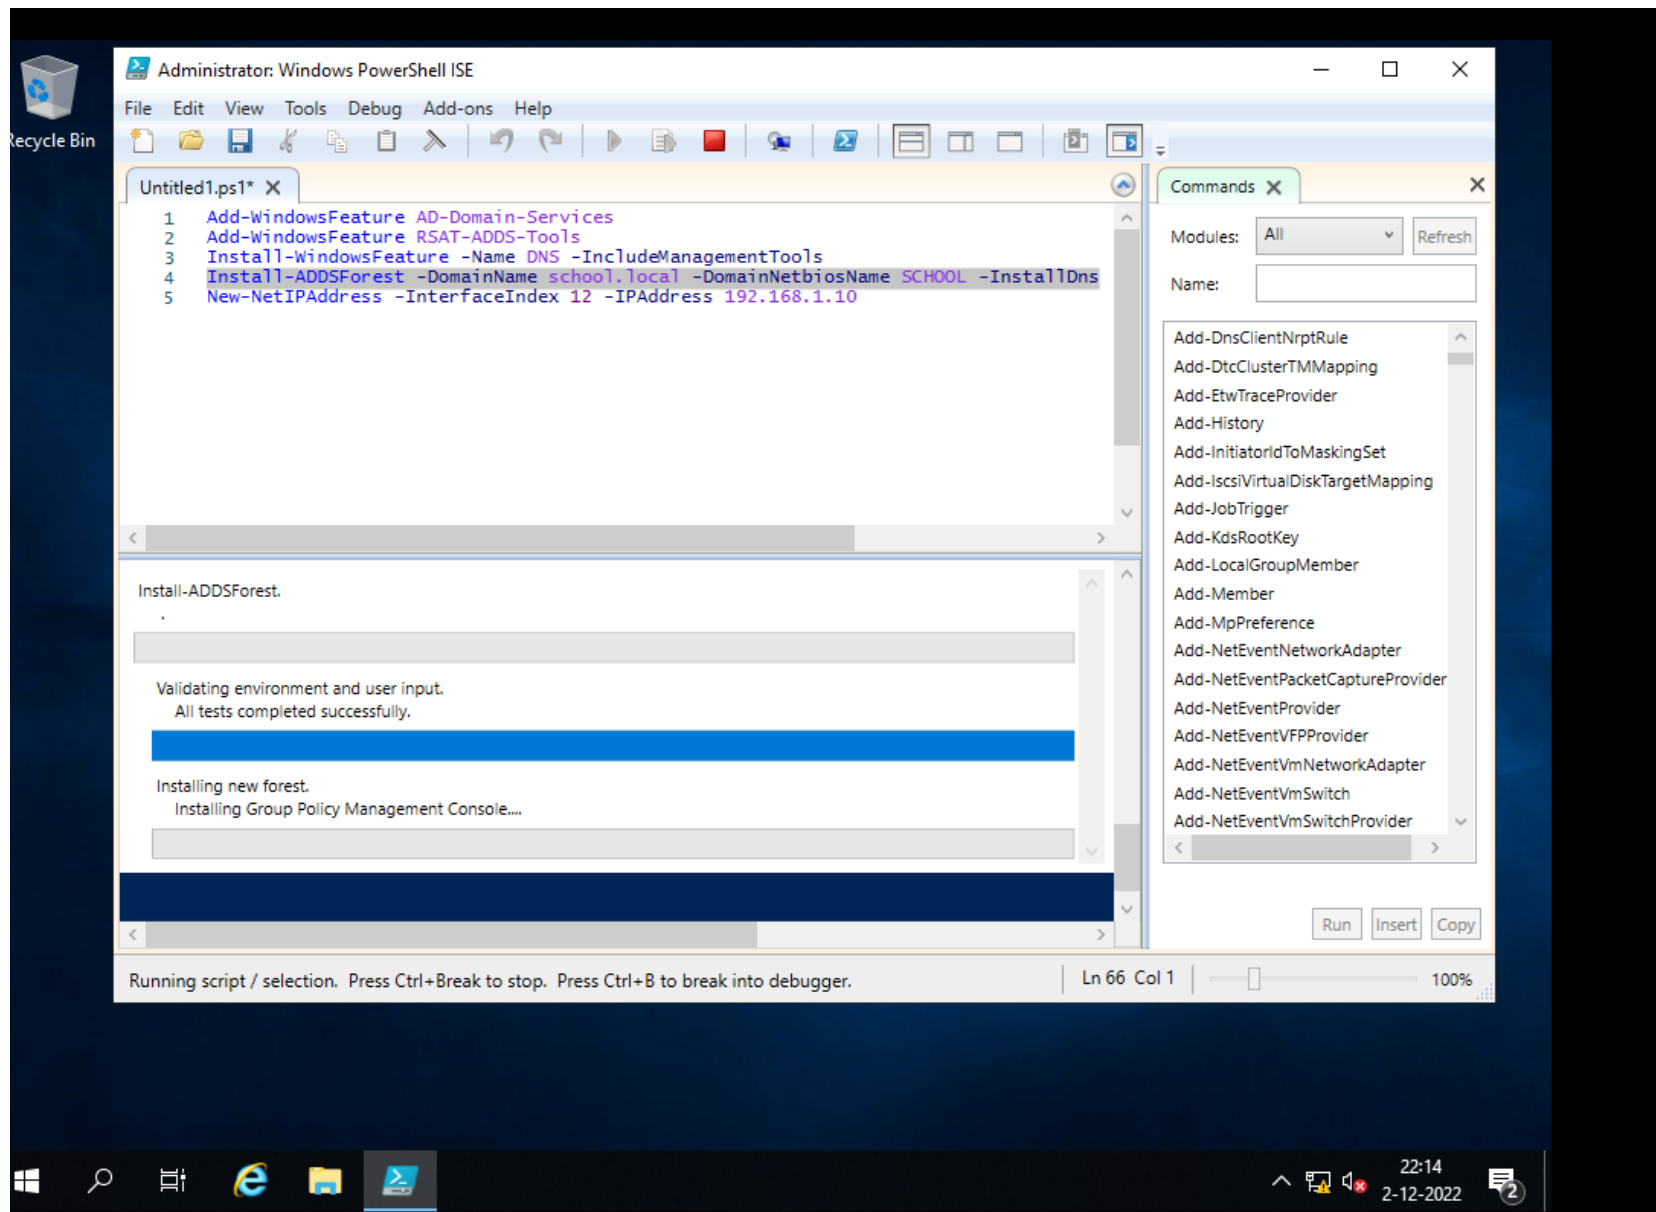 Recycle Bin
Administrator: Windows PowerShell ISE
File Edit View Tools Debug Add-ons Help
Untitled1.ps1* X
1 Add-WindowsFeature AD-Domain-Services
2 Add-WindowsFeature RSAT-ADDS-Tools
3 Install-WindowsFeature -Name DNS -IncludeManagementTools
4 Install-ADDSForest -DomainName school.local -DomainNetbiosName SCHOOL -InstallDns
5 New-NetIPAddress -InterfaceIndex 12 -IPAddress 192.168.1.10
Install-ADDSForest.
.
Validating environment and user input.
All tests completed successfully.
Installing new forest.
Installing Group Policy Management Console....
Commands X
Modules: All Refresh
Name:
Add-DnsClientNrptRule
Add-DtcClusterTMMapping
Add-EtwTraceProvider
Add-History
Add-InitiatorIdToMaskingSet
Add-IscsiVirtualDiskTargetMapping
Add-JobTrigger
Add-KdsRootKey
Add-LocalGroupMember
Add-Member
Add-MpPreference
Add-NetEventNetworkAdapter
Add-NetEventPacketCaptureProvider
Add-NetEventProvider
Add-NetEventVFPProvider
Add-NetEventVmNetworkAdapter
Add-NetEventVmSwitch
Add-NetEventVmSwitchProvider
Run Insert Copy
Running script / selection. Press Ctrl+Break to stop. Press Ctrl+B to break into debugger.
Ln 66 Col 1
100%
22:14
2-12-2022
2